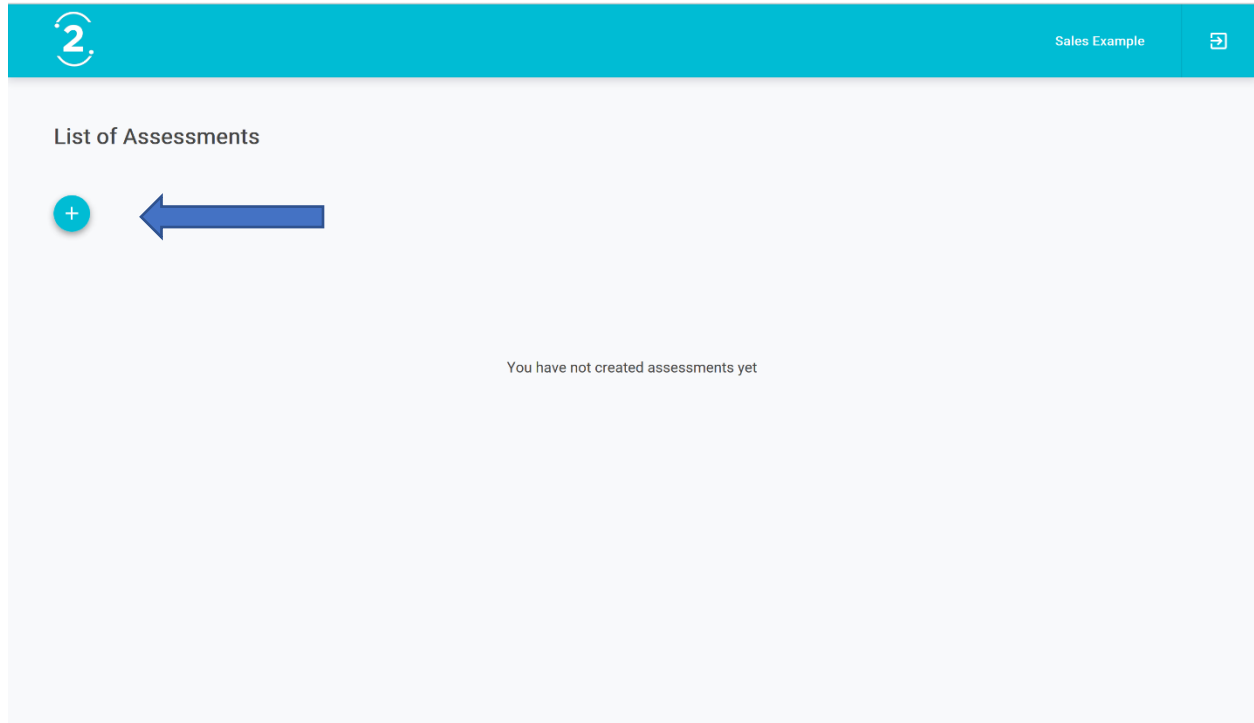 2
Sales Example
List of Assessments
+
You have not created assessments yet